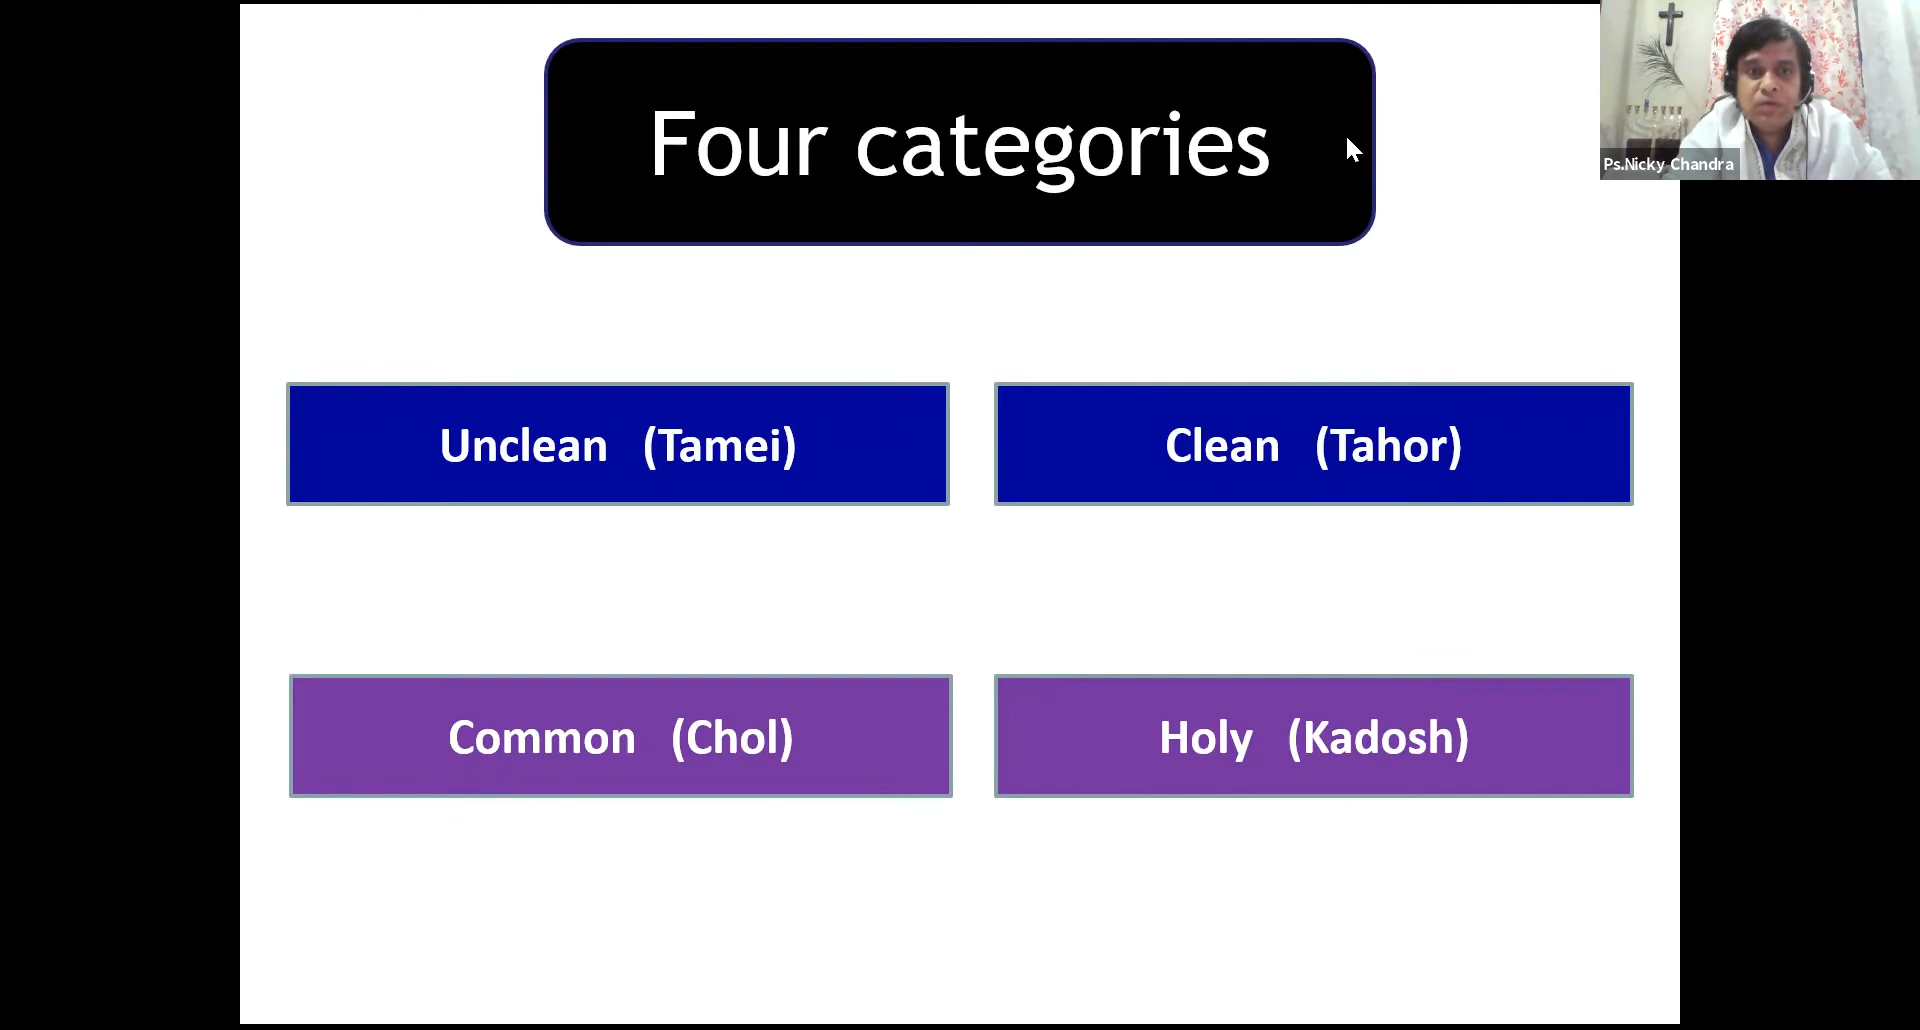 Four categories
Ps.Nicky Chandra
Unclean (Tamei)
Clean (Tahor)
Common (Chol)
Holy (Kadosh)